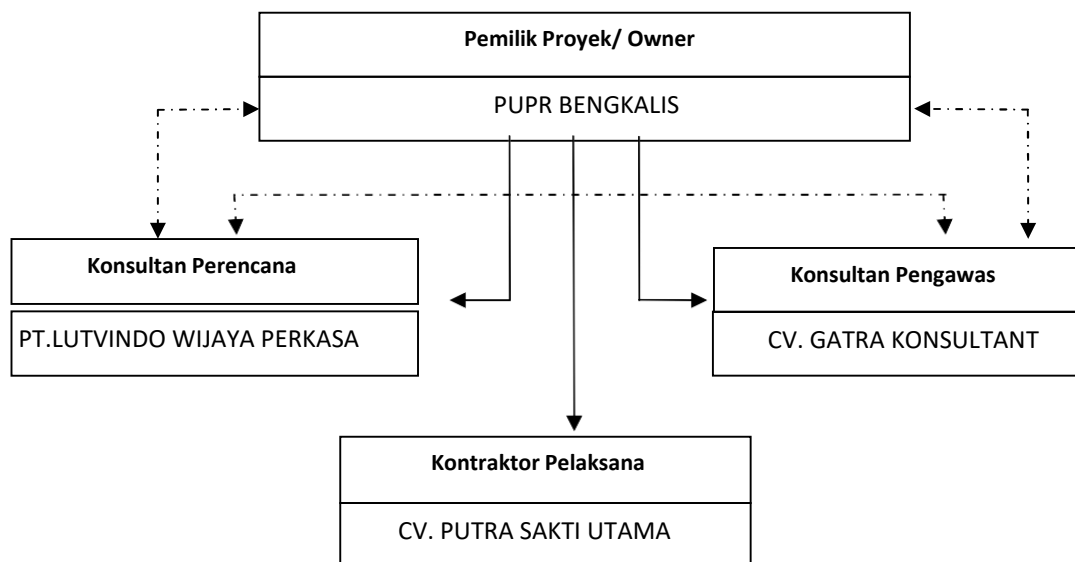 Pemilik Proyek/ Owner
PUPR BENGKALIS
Konsultan Perencana
PT.LUTVINDO WIJAYA PERKASA
Konsultan Pengawas
CV. GATRA KONSULTANT
Kontraktor Pelaksana
CV. PUTRA SAKTI UTAMA